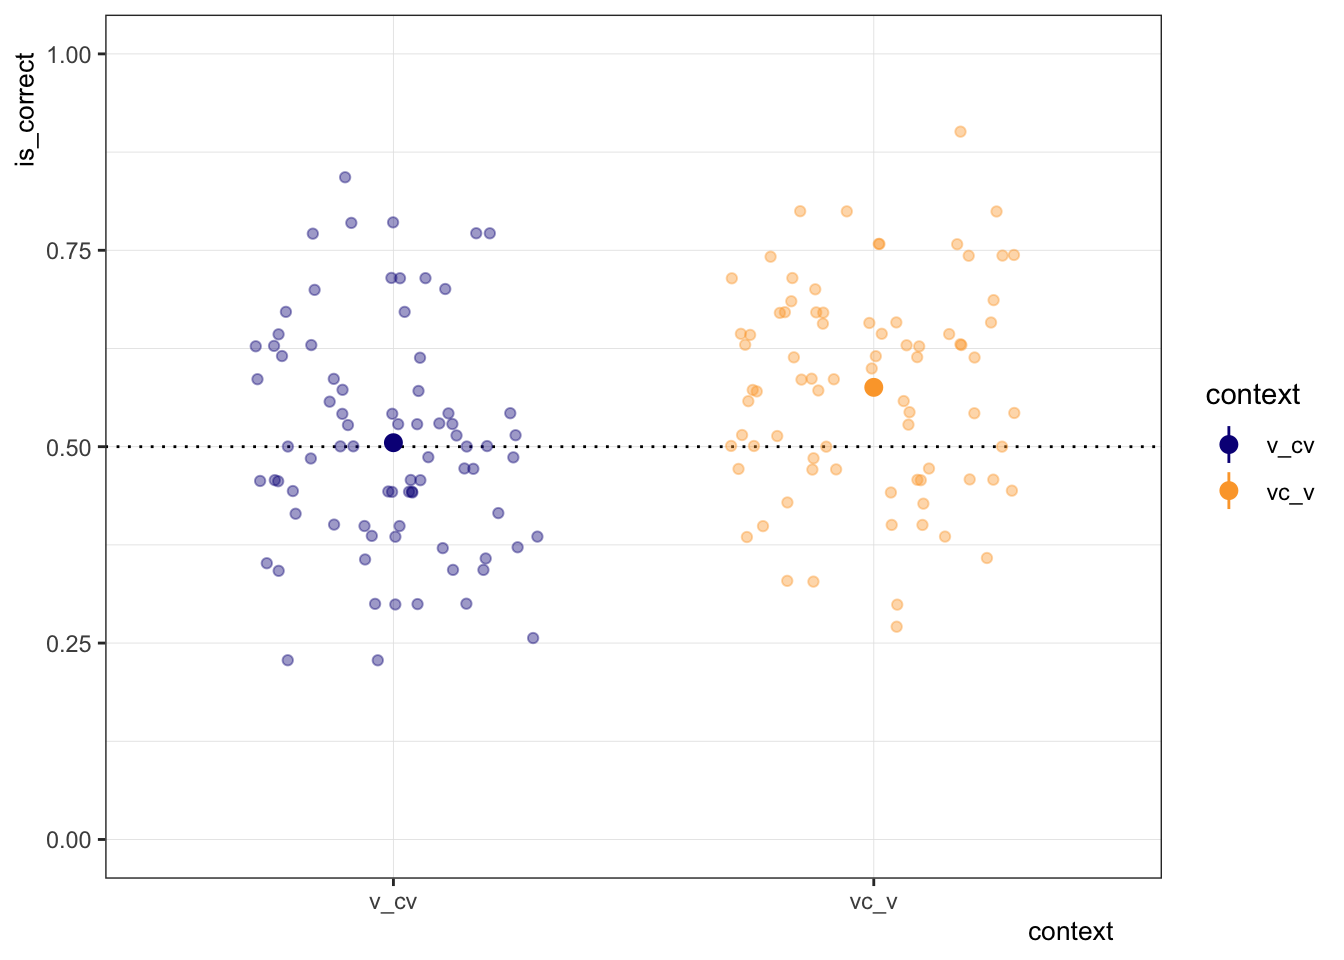 is_correct
1.00
0.75
0.50
0.25
0.00
v_cv
vc_v
context
context
v_cv
vc_v